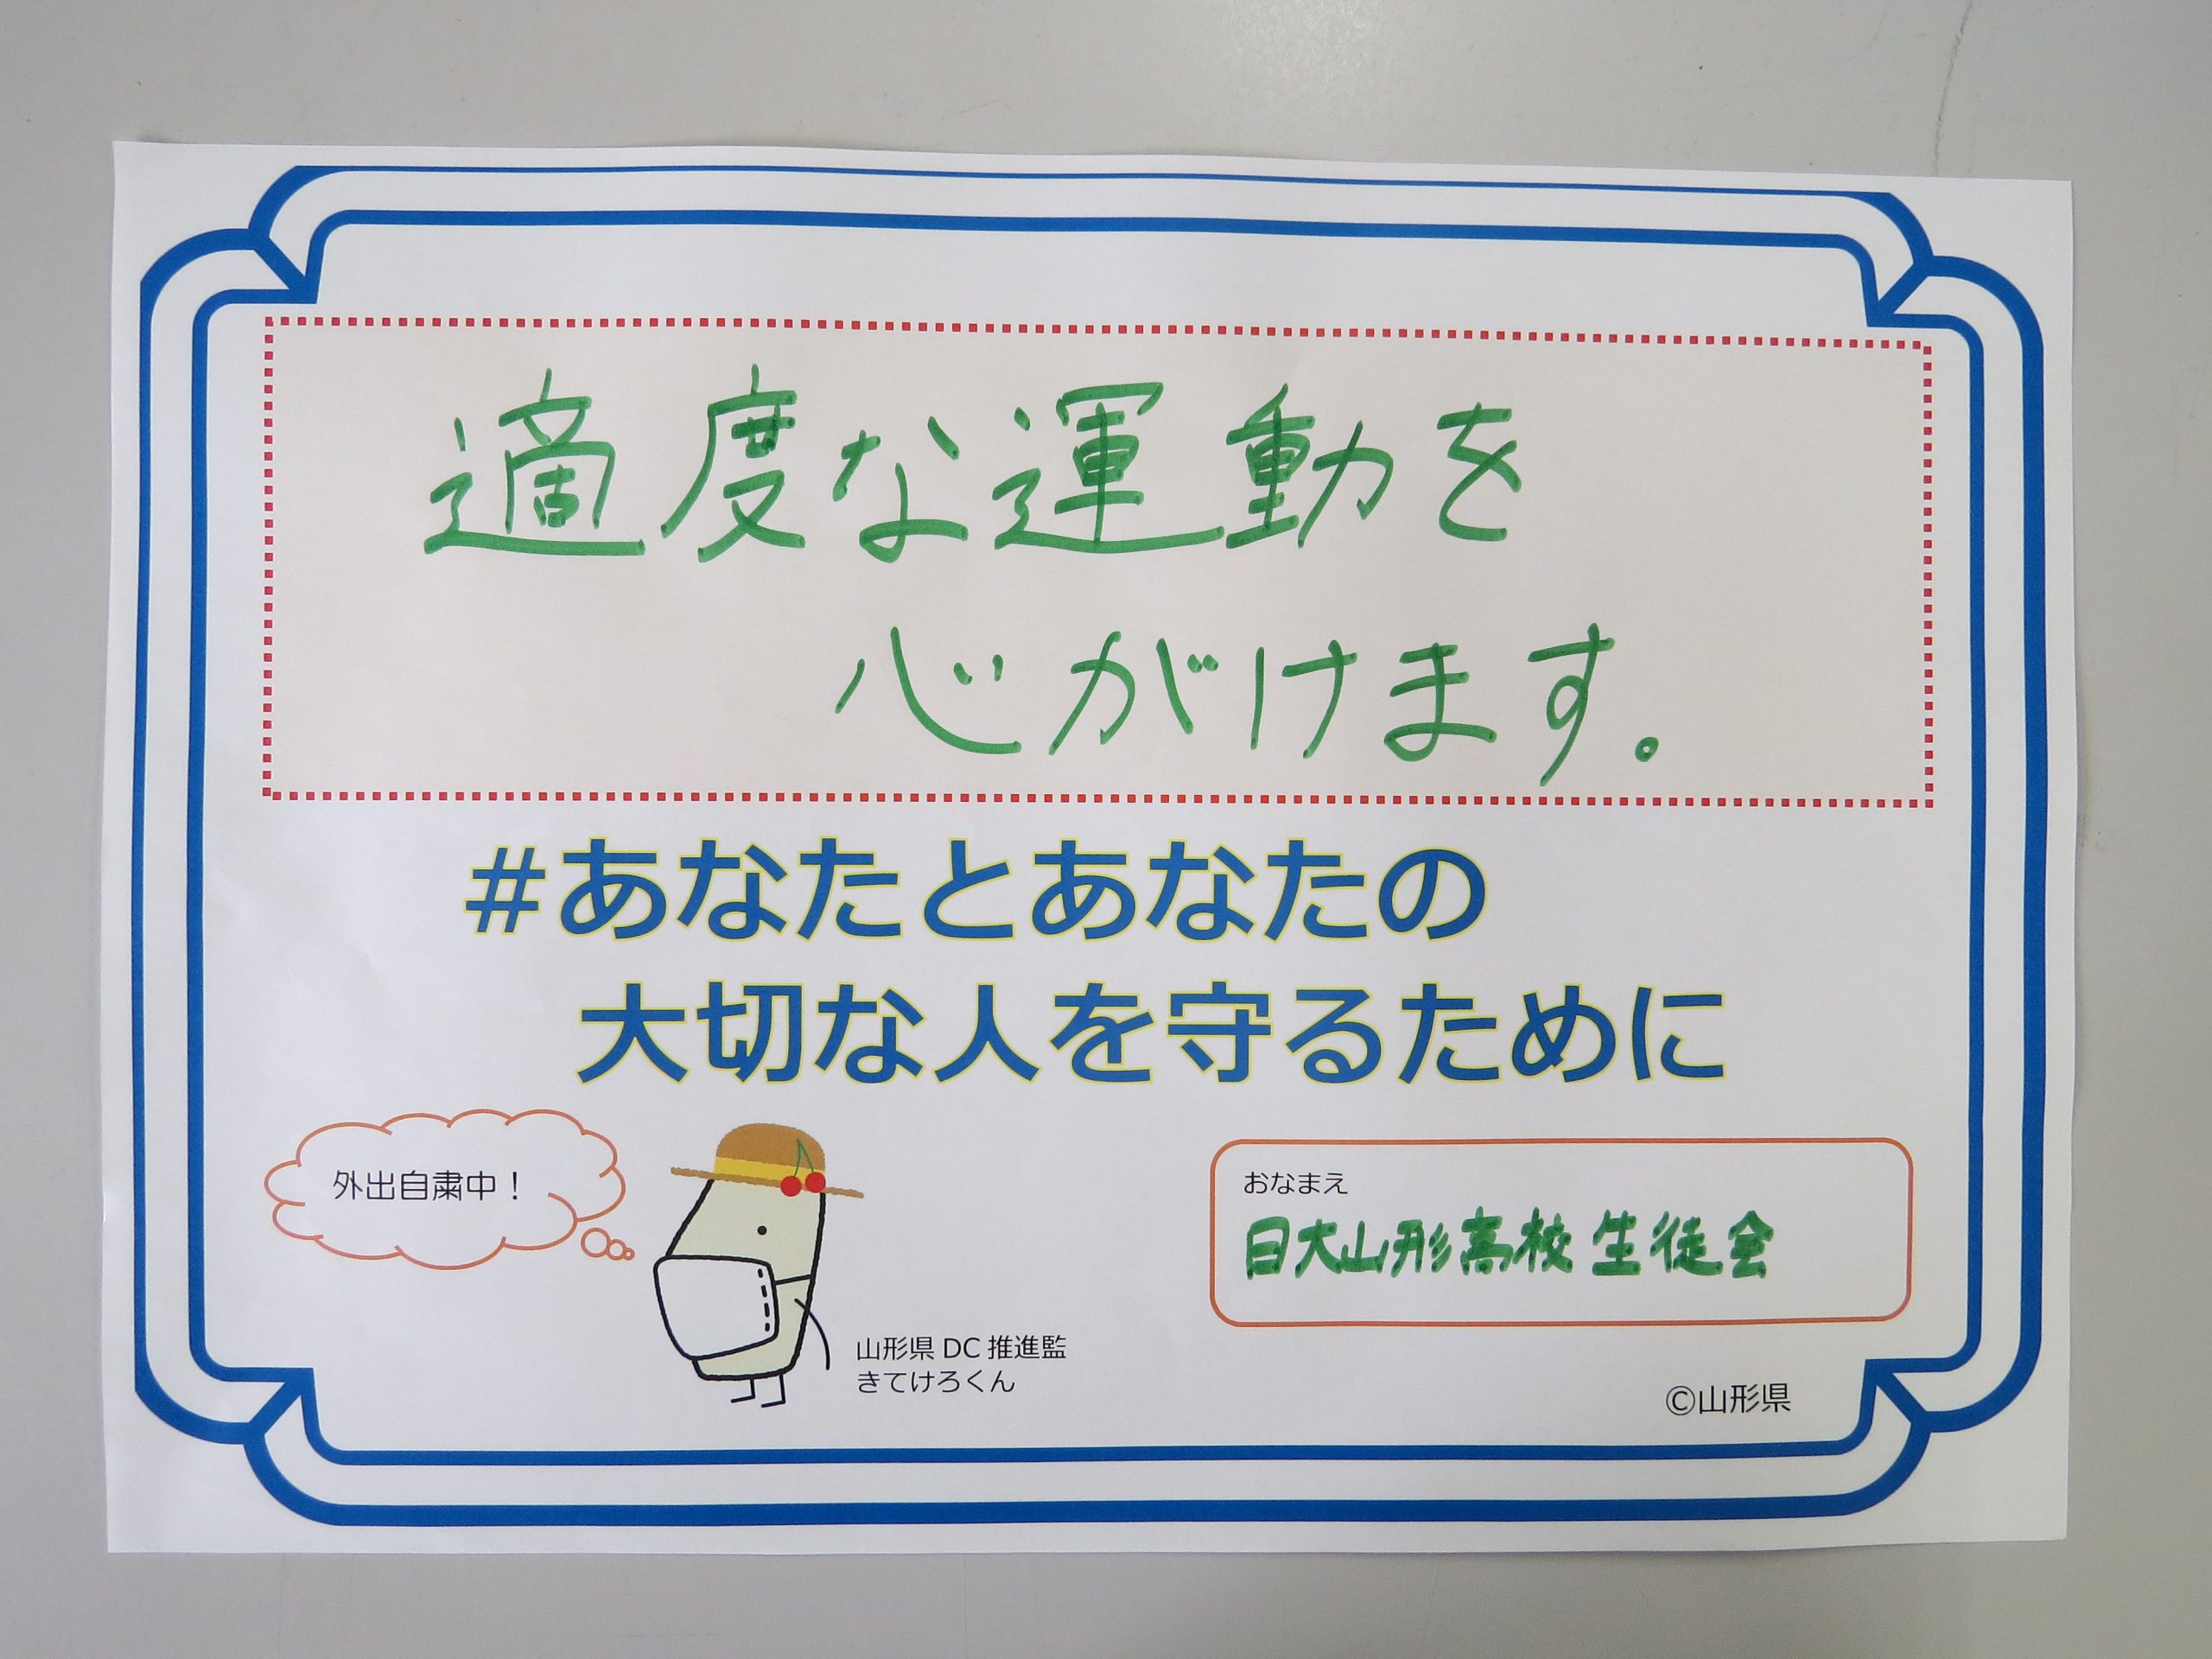 適度な運動を
心がけます。
#あなたとあなたの
大切な人を守るために
外出自粛中！
おなまえ
日大山形高校生徒会
山形県 DC 推進監
きてけろくん
©山形県